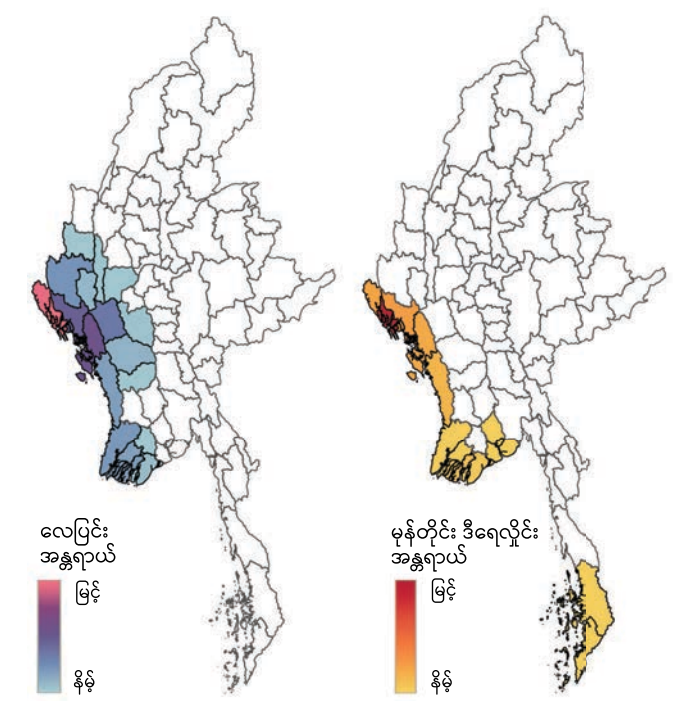 လေပြင်း
အန္တရာယ်
မြင့်
နိမ့်
မုန်တိုင်း ဒီရေလှိုင်း
အန္တရာယ်
မြင့်
နိမ့်